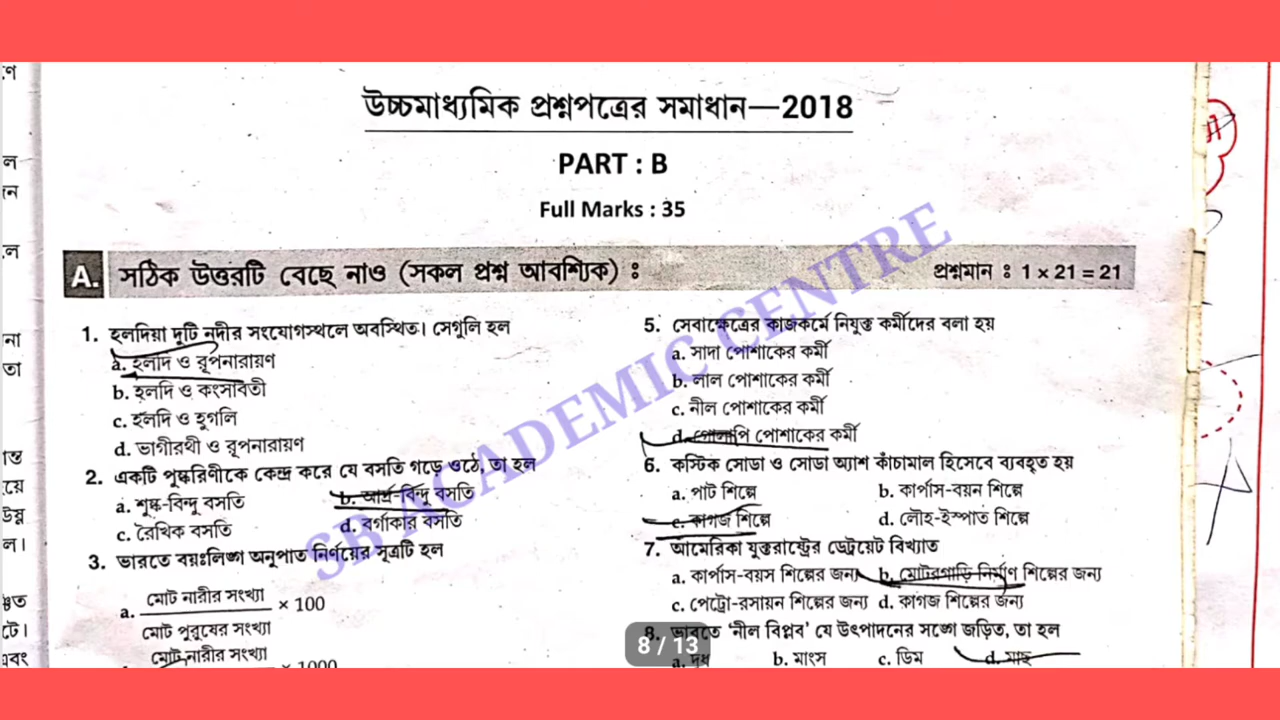 উচ্চমাধ্যমিক প্রশ্নপত্রের সমাধান—2018
PART : B
Full Marks : 35
A. সঠিক উত্তরটি বেছে নাও (সকল প্রশ্ন আবশ্যিক) : প্রশ্নমান : 1 × 21 = 21
1. হলদিয়া দুটি নদীর সংযোগস্থলে অবস্থিত। সেগুলি হল
a. হলদি ও রূপনারায়ণ
b. হলদি ও কংসাবতী
c. হলদি ও হুগলি
d. ভাগীরথী ও রূপনারায়ণ
2. একটি পুষ্করিণীকে কেন্দ্র করে যে বসতি গড়ে ওঠে, তা হল
a. শুষ্ক-বিন্দু বসতি b. আর্দ্র-বিন্দু বসতি
c. রৈখিক বসতি d. বর্গাকার বসতি
3. ভারতে বয়ঃলিঙ্গ অনুপাত নির্ণয়ের সূত্রটি হল
a. মোট নারীর সংখ্যা
মোট পুরুষের সংখ্যা × 100
মোট নারীর সংখ্যা × 1000
5. সেবাক্ষেত্রের কাজকর্মে নিযুক্ত কর্মীদের বলা হয়
a. সাদা পোশাকের কর্মী
b. লাল পোশাকের কর্মী
c. নীল পোশাকের কর্মী
d. গোলাপি পোশাকের কর্মী
6. কস্টিক সোডা ও সোডা অ্যাশ কাঁচামাল হিসেবে ব্যবহৃত হয়
a. পাট শিল্পে b. কার্পাস-বয়ন শিল্পে
c. কাগজ শিল্পে d. লৌহ-ইস্পাত শিল্পে
7. আমেরিকা যুক্তরাষ্ট্রের ডেট্রয়েট বিখ্যাত
a. কার্পাস-বয়স শিল্পের জন্য b. মোটরগাড়ি নির্মাণ শিল্পের জন্য
c. পেট্রো-রসায়ন শিল্পের জন্য d. কাগজ শিল্পের জন্য
8. ভারতে 'নীল বিপ্লব' যে উৎপাদনের সঙ্গে জড়িত, তা হল
a. দুধ b. মাংস c. ডিম d. মাছ
8 / 13
SB ACADEMIC CENTRE